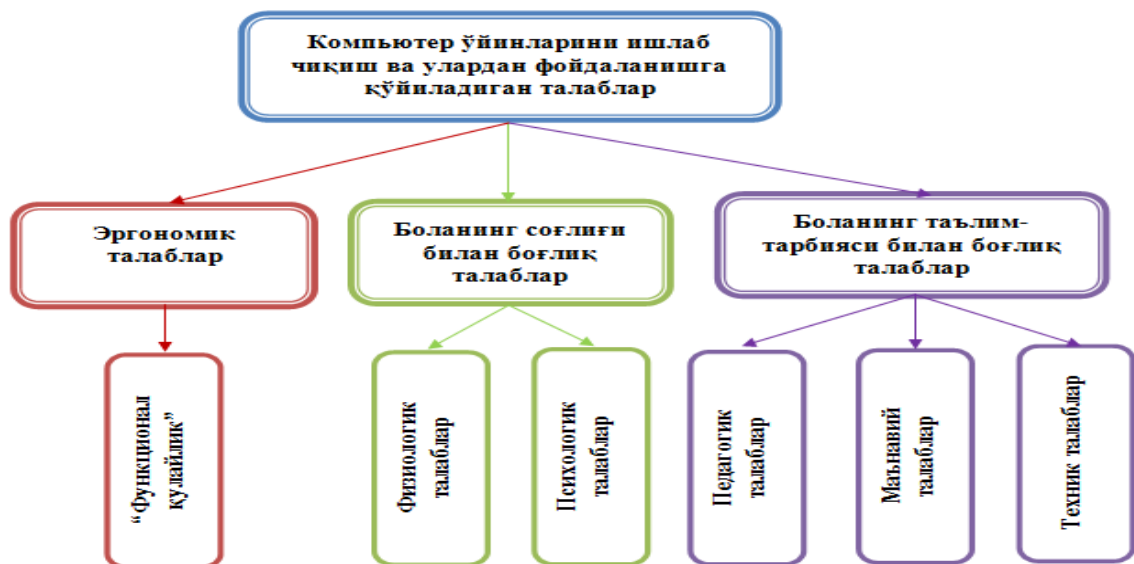 Компьютер ўйинларини ишлаб
чиқиш ва улардан фойдаланишга
қўйиладиган талаблар
Эргономик
талаблар
Боланинг соғлиғи
билан боғлиқ
талаблар
Боланинг таълим-
тарбияси билан боғлиқ
талаблар
“Функционал
қулайлик”
Физиологик
талаблар
Психологик
талаблар
Педагогик
талаблар
Маънавий
талаблар
Техник талаблар